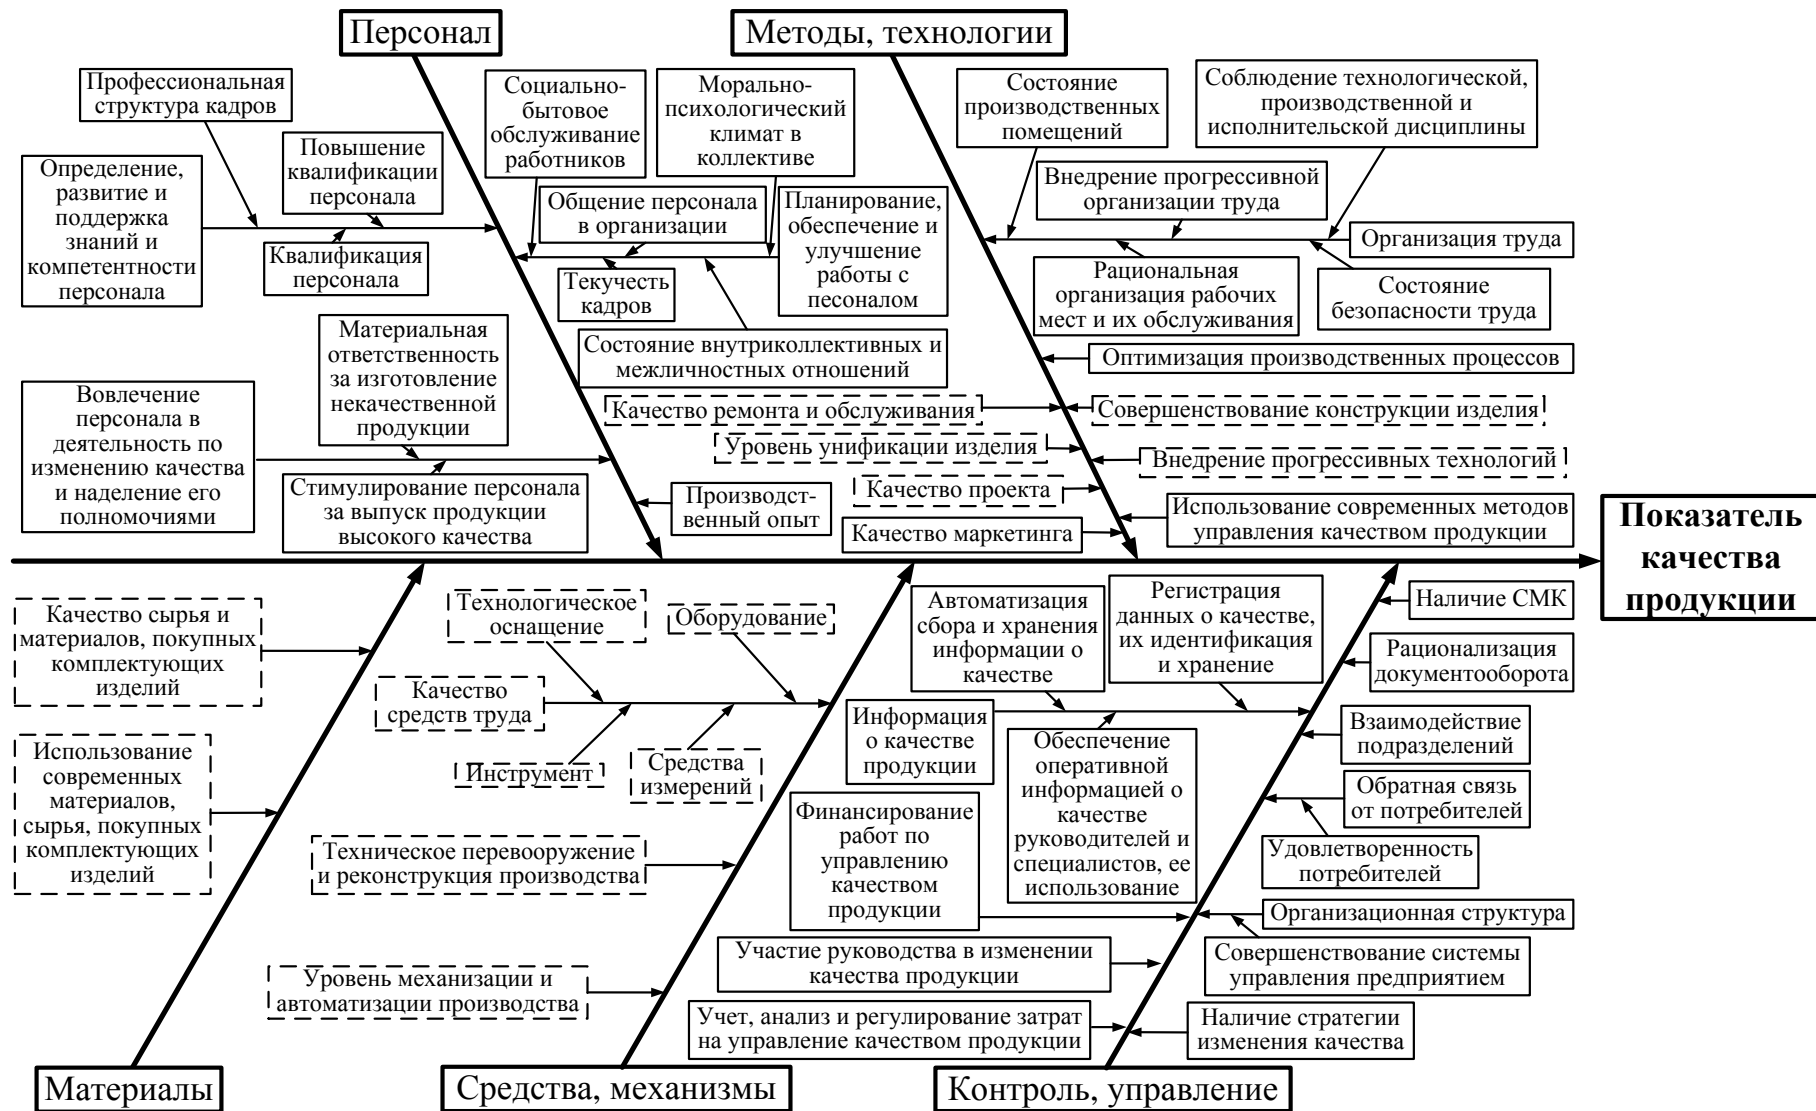 Персонал
Методы, технологии
Профессиональная
структура кадров
Социально-
бытовое
обслуживание
работников
Морально-
психологический
климат в
коллективе
Состояние
производственных
помещений
Соблюдение технологической,
производственной и
исполнительской дисциплины
Определение,
развитие и
поддержка
знаний и
компетентности
персонала
Повышение
квалификации
персонала
Квалификация
персонала
Общение персонала
в организации
Планирование,
обеспечение и
улучшение
работы с
песоналом
Внедрение прогрессивной
организации труда
Организация труда
Текучесть
кадров
Рациональная
организация рабочих
мест и их обслуживания
Состояние
безопасности труда
Материальная
ответственность
за изготовление
некачественной
продукции
Состояние внутриколлективных и
межличностных отношений
Оптимизация производственных процессов
Вовлечение
персонала в
деятельность по
изменению качества
и наделение его
полномочиями
Качество ремонта и обслуживания
Совершенствование конструкции изделия
Уровень унификации изделия
Внедрение прогрессивных технологий
Стимулирование персонала
за выпуск продукции
высокого качества
Производст-
венный опыт
Качество проекта
Качество маркетинга
Использование современных методов
управления качеством продукции
Показатель
качества
продукции
Качество сырья и
материалов, покупных
комплектующих
изделий
Технологическое
оснащение
Оборудование
Автоматизация
сбора и хранения
информации о
качестве
Регистрация
данных о качестве,
их идентификация
и хранение
Наличие СМК
Рационализация
документооборота
Качество
средств труда
Инструмент
Средства
измерений
Информация
о качестве
продукции
Обеспечение
оперативной
информацией о
качестве
руководителей и
специалистов, ее
использование
Взаимодействие
подразделений
Использование
современных
материалов,
сырья, покупных
комплектующих
изделий
Обратная связь
от потребителей
Удовлетворенность
потребителей
Техническое перевооружение
и реконструкция производства
Финансирование
работ по
управлению
качеством
продукции
Организационная структура
Совершенствование системы
управления предприятием
Уровень механизации и
автоматизации производства
Участие руководства в изменении
качества продукции
Учет, анализ и регулирование затрат
на управление качеством продукции
Наличие стратегии
изменения качества
Материалы
Средства, механизмы
Контроль, управление